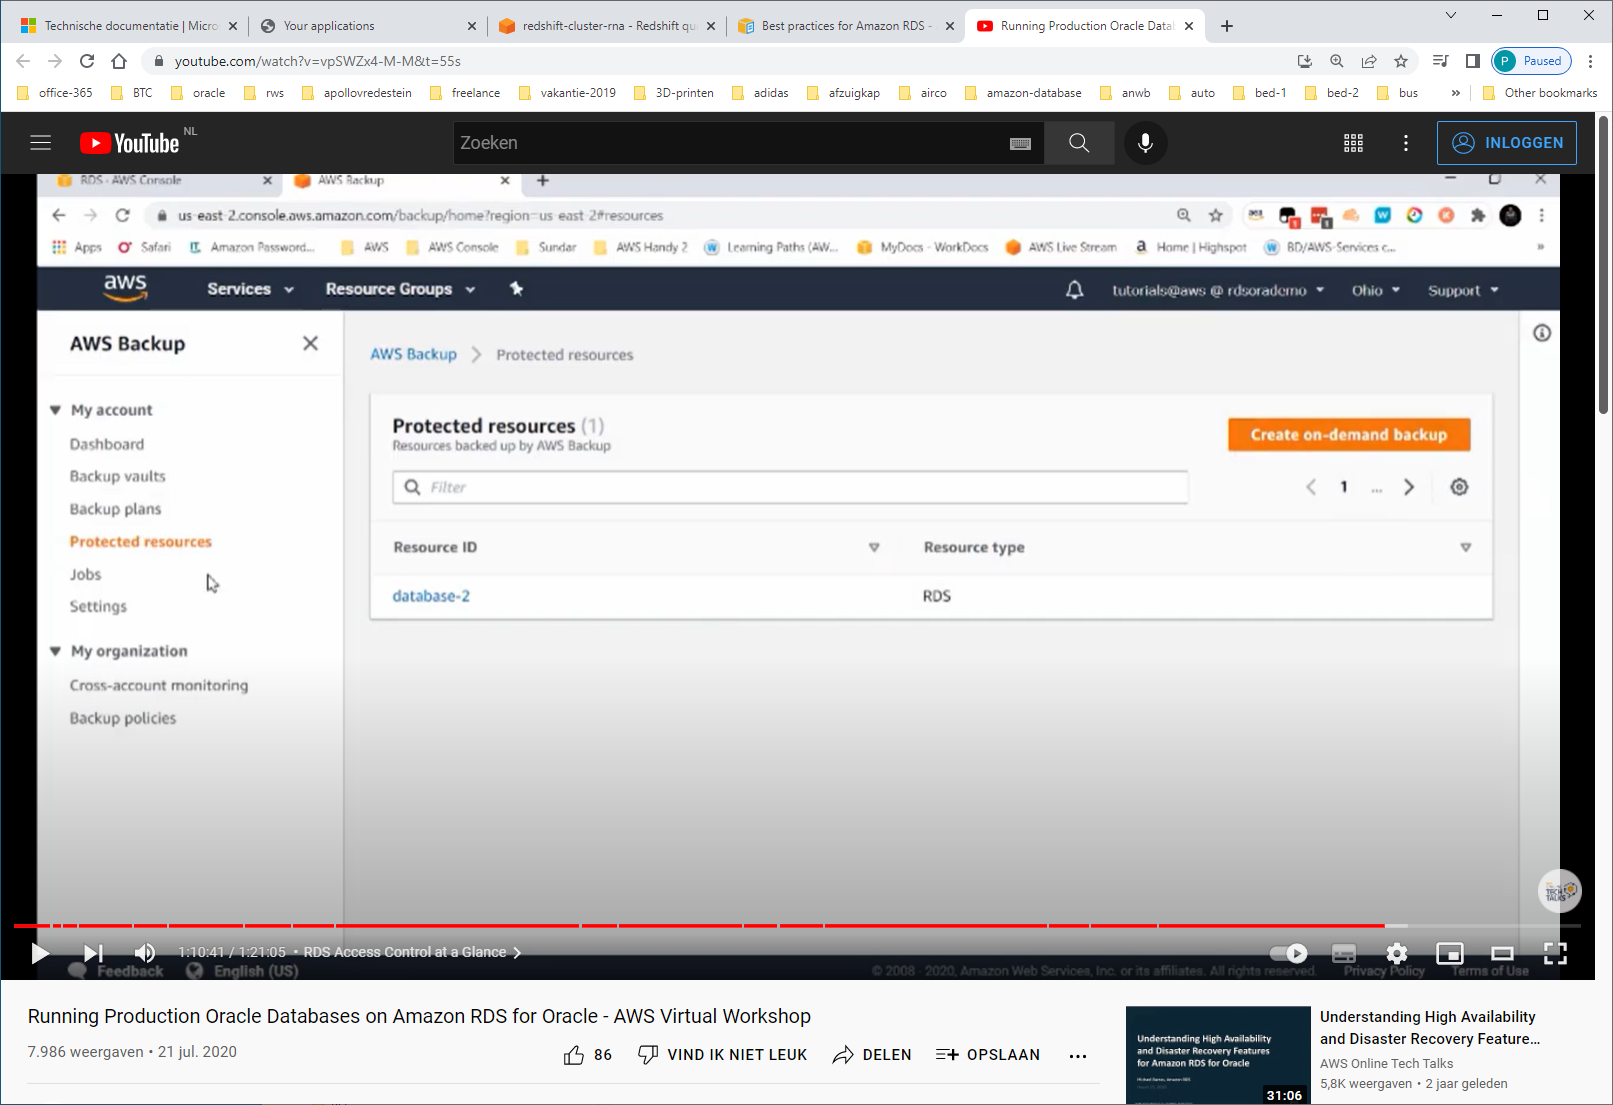 Technische documentatie | Micro
Your applications
redshift-cluster-rna - Redshift qu
Best practices for Amazon RDS -
Running Production Oracle Datab
youtube.com/watch?v=vpSWZx4-M-M&t=55s
P Paused
office-365 BTC oracle rws apollovredestein freelance vakantie-2019 3D-printen adidas afzuigkap airco amazon-database anwb auto bed-1 bed-2 bus » Other bookmarks
YouTube NL
Zoeken
INLOGGEN
RDS - AWS Console
AWS Backup
us-east-2.console.aws.amazon.com/backup/home?region=us-east-2#resources
Apps Safari Amazon Password... AWS AWS Console Sundar AWS Handy 2 Learning Paths (AW... MyDocs - WorkDocs AWS Live Stream Home | Highspot BD/AWS-Services c... »
aws Services Resource Groups tutorials@aws @ rdsorademo Ohio Support
AWS Backup
My account
Dashboard
Backup vaults
Backup plans
Protected resources
Jobs
Settings
My organization
Cross-account monitoring
Backup policies
AWS Backup > Protected resources
Protected resources (1)
Resources backed up by AWS Backup
Create on-demand backup
Filter
1 ...
Resource ID Resource type
database-2 RDS
TECH TALKS
1:10:41 / 1:21:05 • RDS Access Control at a Glance
Feedback English (US) © 2008 - 2020, Amazon Web Services, Inc. or its affiliates. All rights reserved. Privacy Policy Terms of Use
Running Production Oracle Databases on Amazon RDS for Oracle - AWS Virtual Workshop
7.986 weergaven • 21 jul. 2020
86 VIND IK NIET LEUK DELEN OPSLAAN
Understanding High Availability
and Disaster Recovery Features
for Amazon RDS for Oracle
31:06
Understanding High Availability
and Disaster Recovery Feature...
AWS Online Tech Talks
5,8K weergaven • 2 jaar geleden